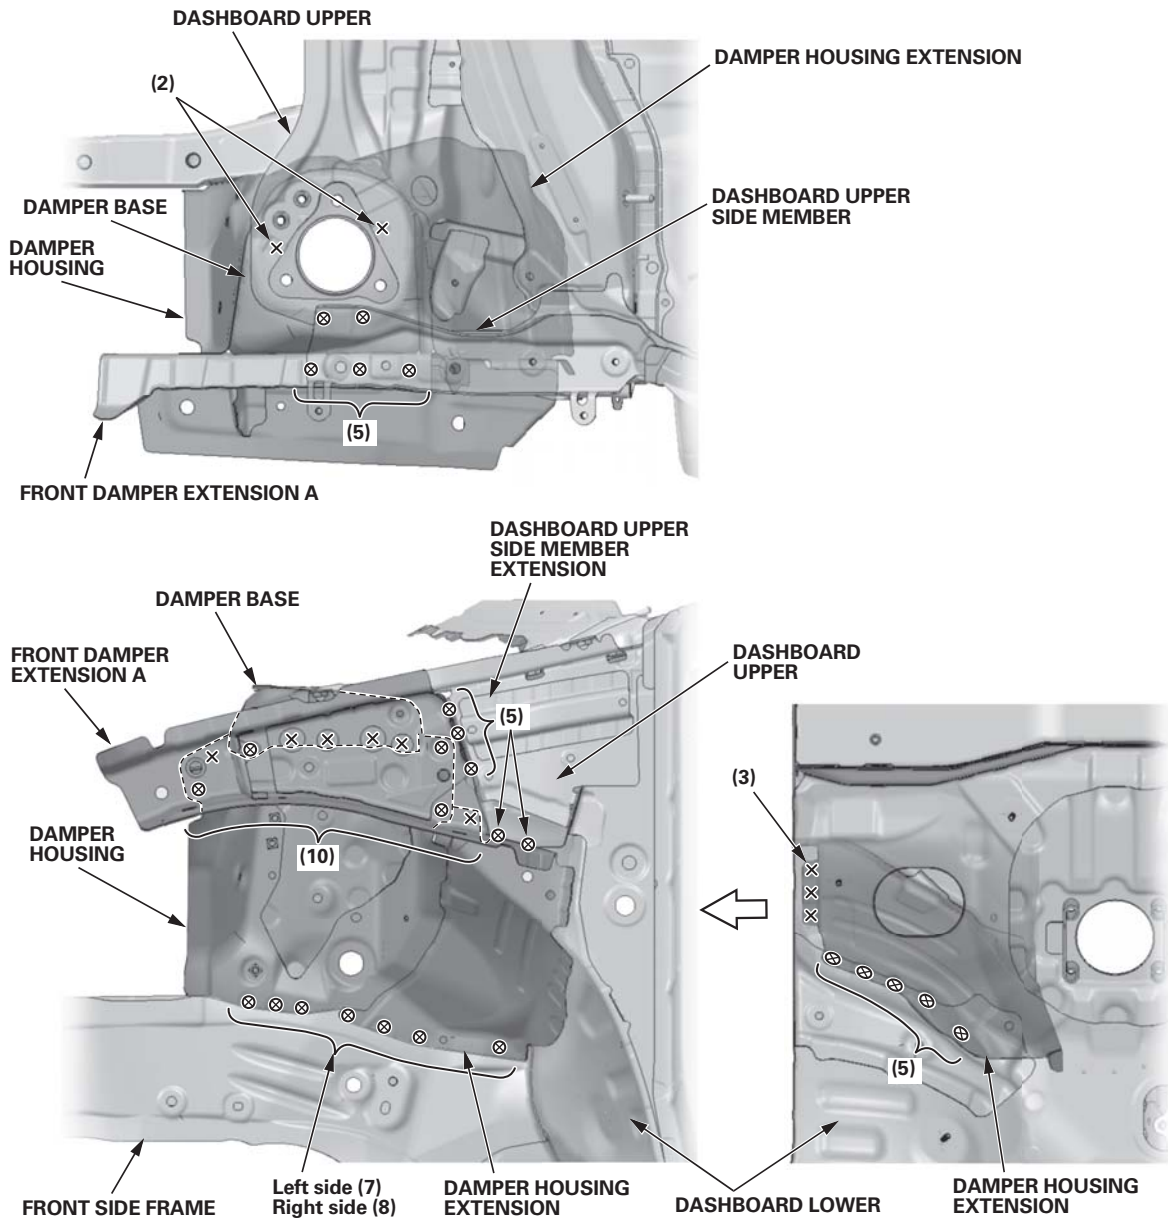 DASHBOARD UPPER
DAMPER HOUSING EXTENSION
(2)
DASHBOARD UPPER
SIDE MEMBER
DAMPER BASE
DAMPER
HOUSING
(5)
FRONT DAMPER EXTENSION A
DASHBOARD UPPER
SIDE MEMBER
EXTENSION
DAMPER BASE
FRONT DAMPER
EXTENSION A
DASHBOARD
UPPER
(5)
(3)
DAMPER
HOUSING
(10)
(5)
Left side (7)
Right side (8)
DAMPER HOUSING
EXTENSION
FRONT SIDE FRAME
DASHBOARD LOWER
DAMPER HOUSING
EXTENSION